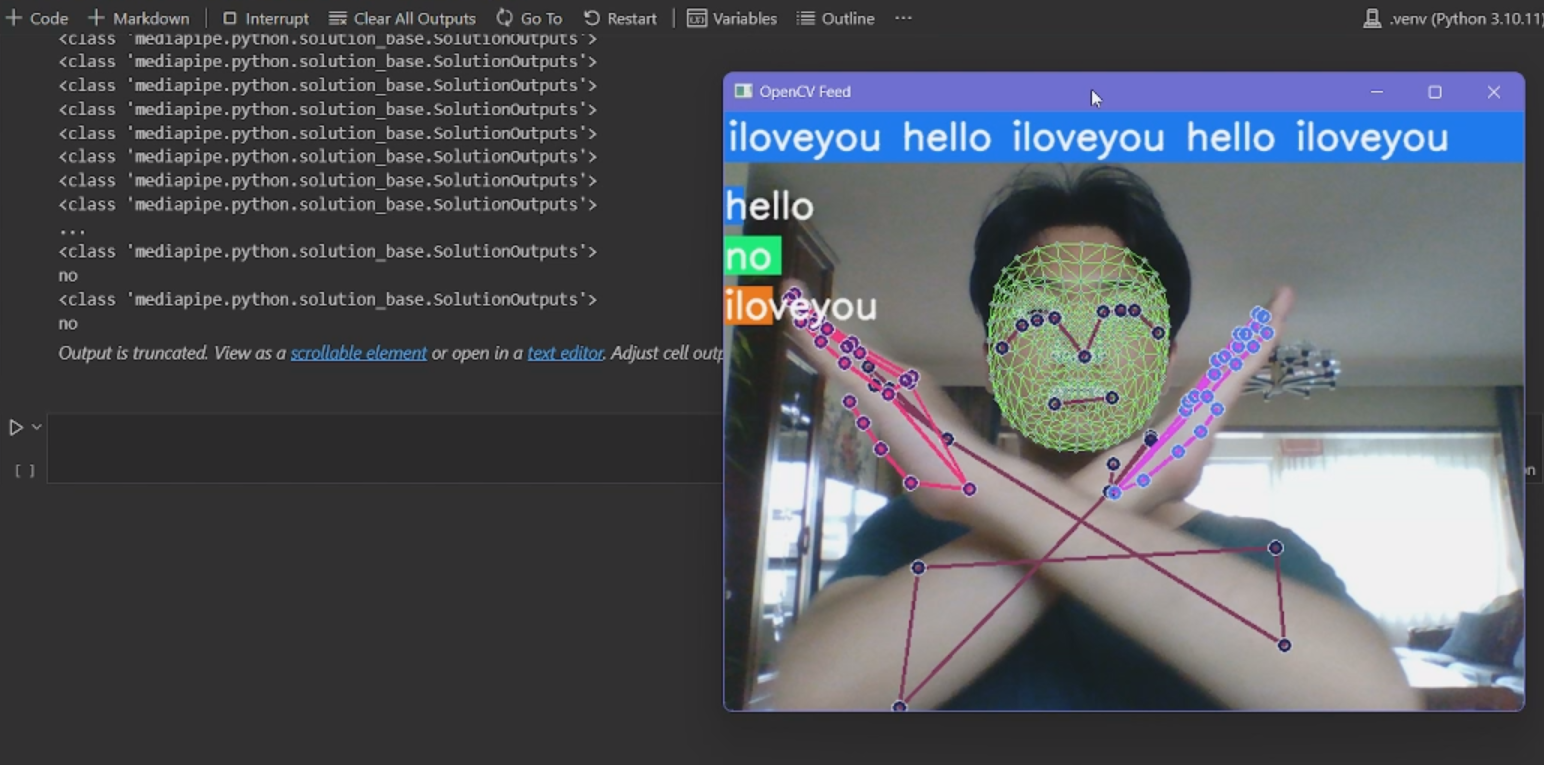 Code Markdown Interrupt Clear All Outputs Go To Restart Variables Outline ... .venv (Python 3.10.11)
<class 'mediapipe.python.solution_base.SolutionOutputs'>
<class 'mediapipe.python.solution_base.SolutionOutputs'>
<class 'mediapipe.python.solution_base.SolutionOutputs'>
<class 'mediapipe.python.solution_base.SolutionOutputs'>
<class 'mediapipe.python.solution_base.SolutionOutputs'>
<class 'mediapipe.python.solution_base.SolutionOutputs'>
<class 'mediapipe.python.solution_base.SolutionOutputs'>
<class 'mediapipe.python.solution_base.SolutionOutputs'>
...
<class 'mediapipe.python.solution_base.SolutionOutputs'>
no
<class 'mediapipe.python.solution_base.SolutionOutputs'>
no
Output is truncated. View as a scrollable element or open in a text editor. Adjust cell
[ ]
OpenCV Feed
iloveyou hello iloveyou hello iloveyou
hello
no
iloveyou